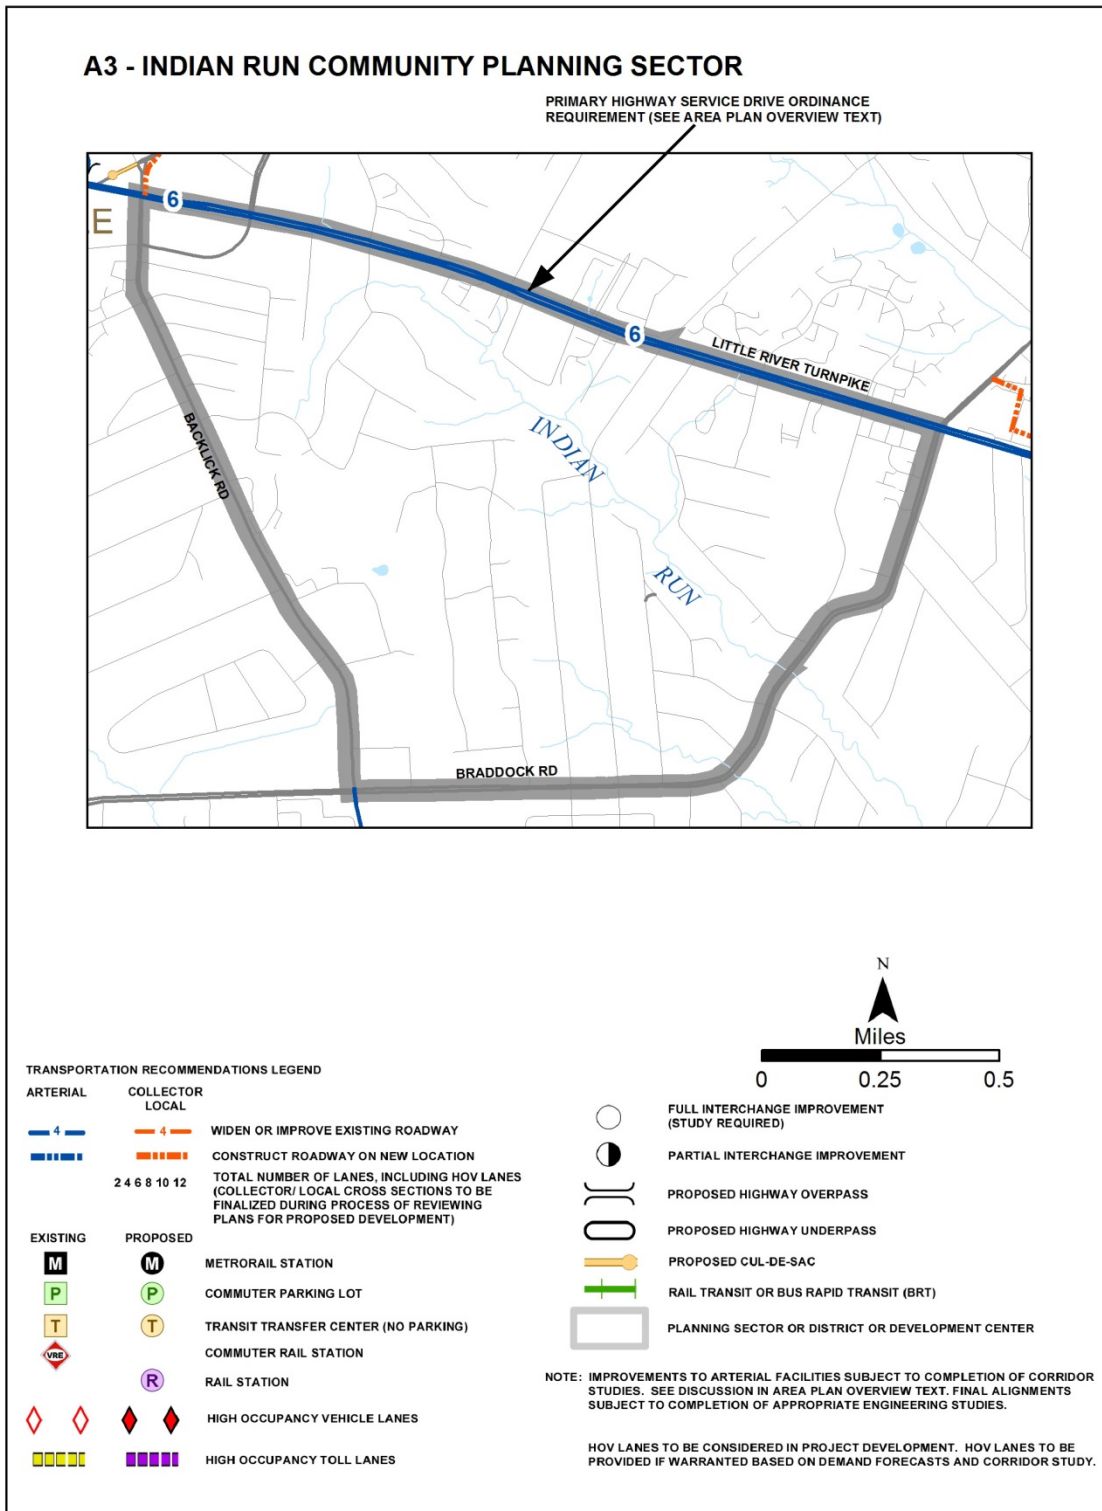 A3 - INDIAN RUN COMMUNITY PLANNING SECTOR
PRIMARY HIGHWAY SERVICE DRIVE ORDINANCE
REQUIREMENT (SEE AREA PLAN OVERVIEW TEXT)
6
E
6
LITTLE RIVER TURNPIKE
BACKLICK RD
INDIAN
RUN
BRADDOCK RD
N
Miles
0 0.25 0.5
TRANSPORTATION RECOMMENDATIONS LEGEND
ARTERIAL COLLECTOR
LOCAL
4 4 WIDEN OR IMPROVE EXISTING ROADWAY
CONSTRUCT ROADWAY ON NEW LOCATION
2 4 6 8 10 12 TOTAL NUMBER OF LANES, INCLUDING HOV LANES
(COLLECTOR/ LOCAL CROSS SECTIONS TO BE
FINALIZED DURING PROCESS OF REVIEWING
PLANS FOR PROPOSED DEVELOPMENT)
EXISTING PROPOSED
M M METRORAIL STATION
P P COMMUTER PARKING LOT
T T TRANSIT TRANSFER CENTER (NO PARKING)
VRE COMMUTER RAIL STATION
R RAIL STATION
HIGH OCCUPANCY VEHICLE LANES
HIGH OCCUPANCY TOLL LANES
FULL INTERCHANGE IMPROVEMENT
(STUDY REQUIRED)
PARTIAL INTERCHANGE IMPROVEMENT
PROPOSED HIGHWAY OVERPASS
PROPOSED HIGHWAY UNDERPASS
PROPOSED CUL-DE-SAC
RAIL TRANSIT OR BUS RAPID TRANSIT (BRT)
PLANNING SECTOR OR DISTRICT OR DEVELOPMENT CENTER
NOTE: IMPROVEMENTS TO ARTERIAL FACILITIES SUBJECT TO COMPLETION OF CORRIDOR
STUDIES. SEE DISCUSSION IN AREA PLAN OVERVIEW TEXT. FINAL ALIGNMENTS
SUBJECT TO COMPLETION OF APPROPRIATE ENGINEERING STUDIES.
HOV LANES TO BE CONSIDERED IN PROJECT DEVELOPMENT. HOV LANES TO BE
PROVIDED IF WARRANTED BASED ON DEMAND FORECASTS AND CORRIDOR STUDY.